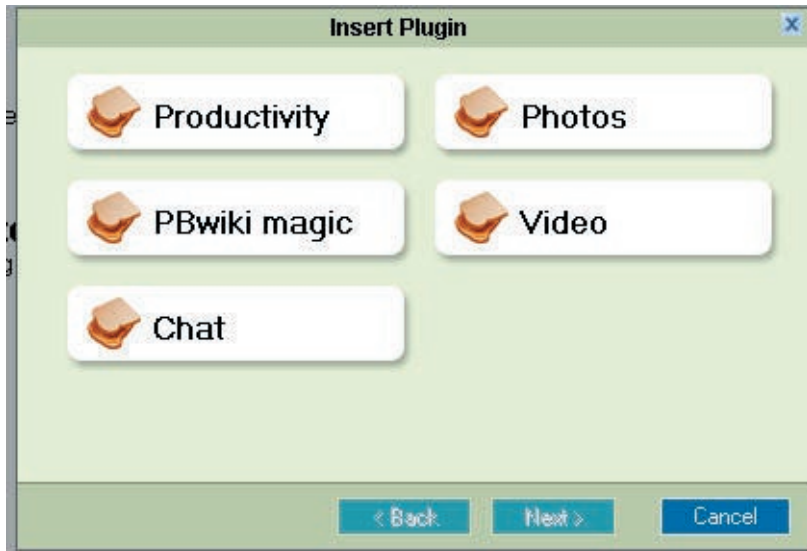 Insert Plugin
x
Productivity
Photos
PBwiki magic
Video
Chat
< Back
Next >
Cancel